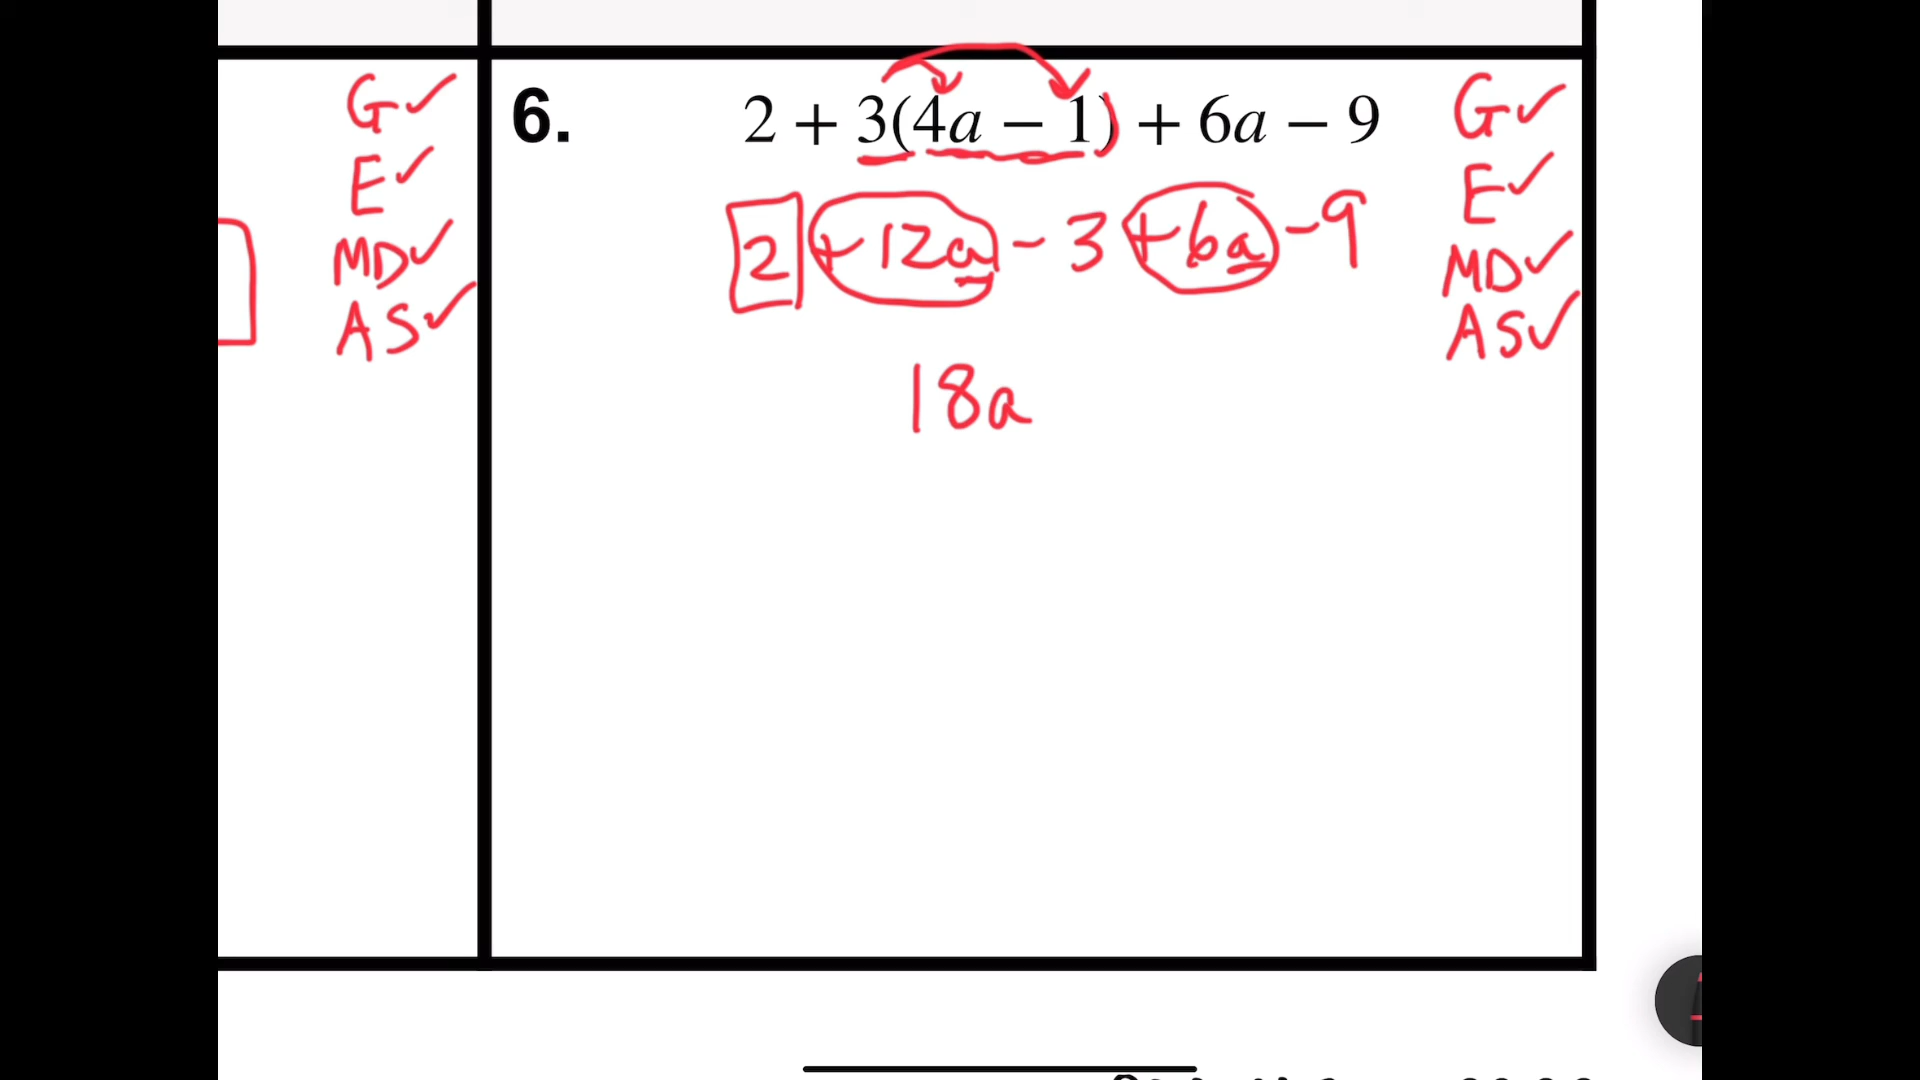 G✓
E✓
MD✓
AS✓
6. 2 + 3(4a − 1) + 6a − 9
2 + 12a − 3 + 6a − 9
18a
G✓
E✓
MD✓
AS✓